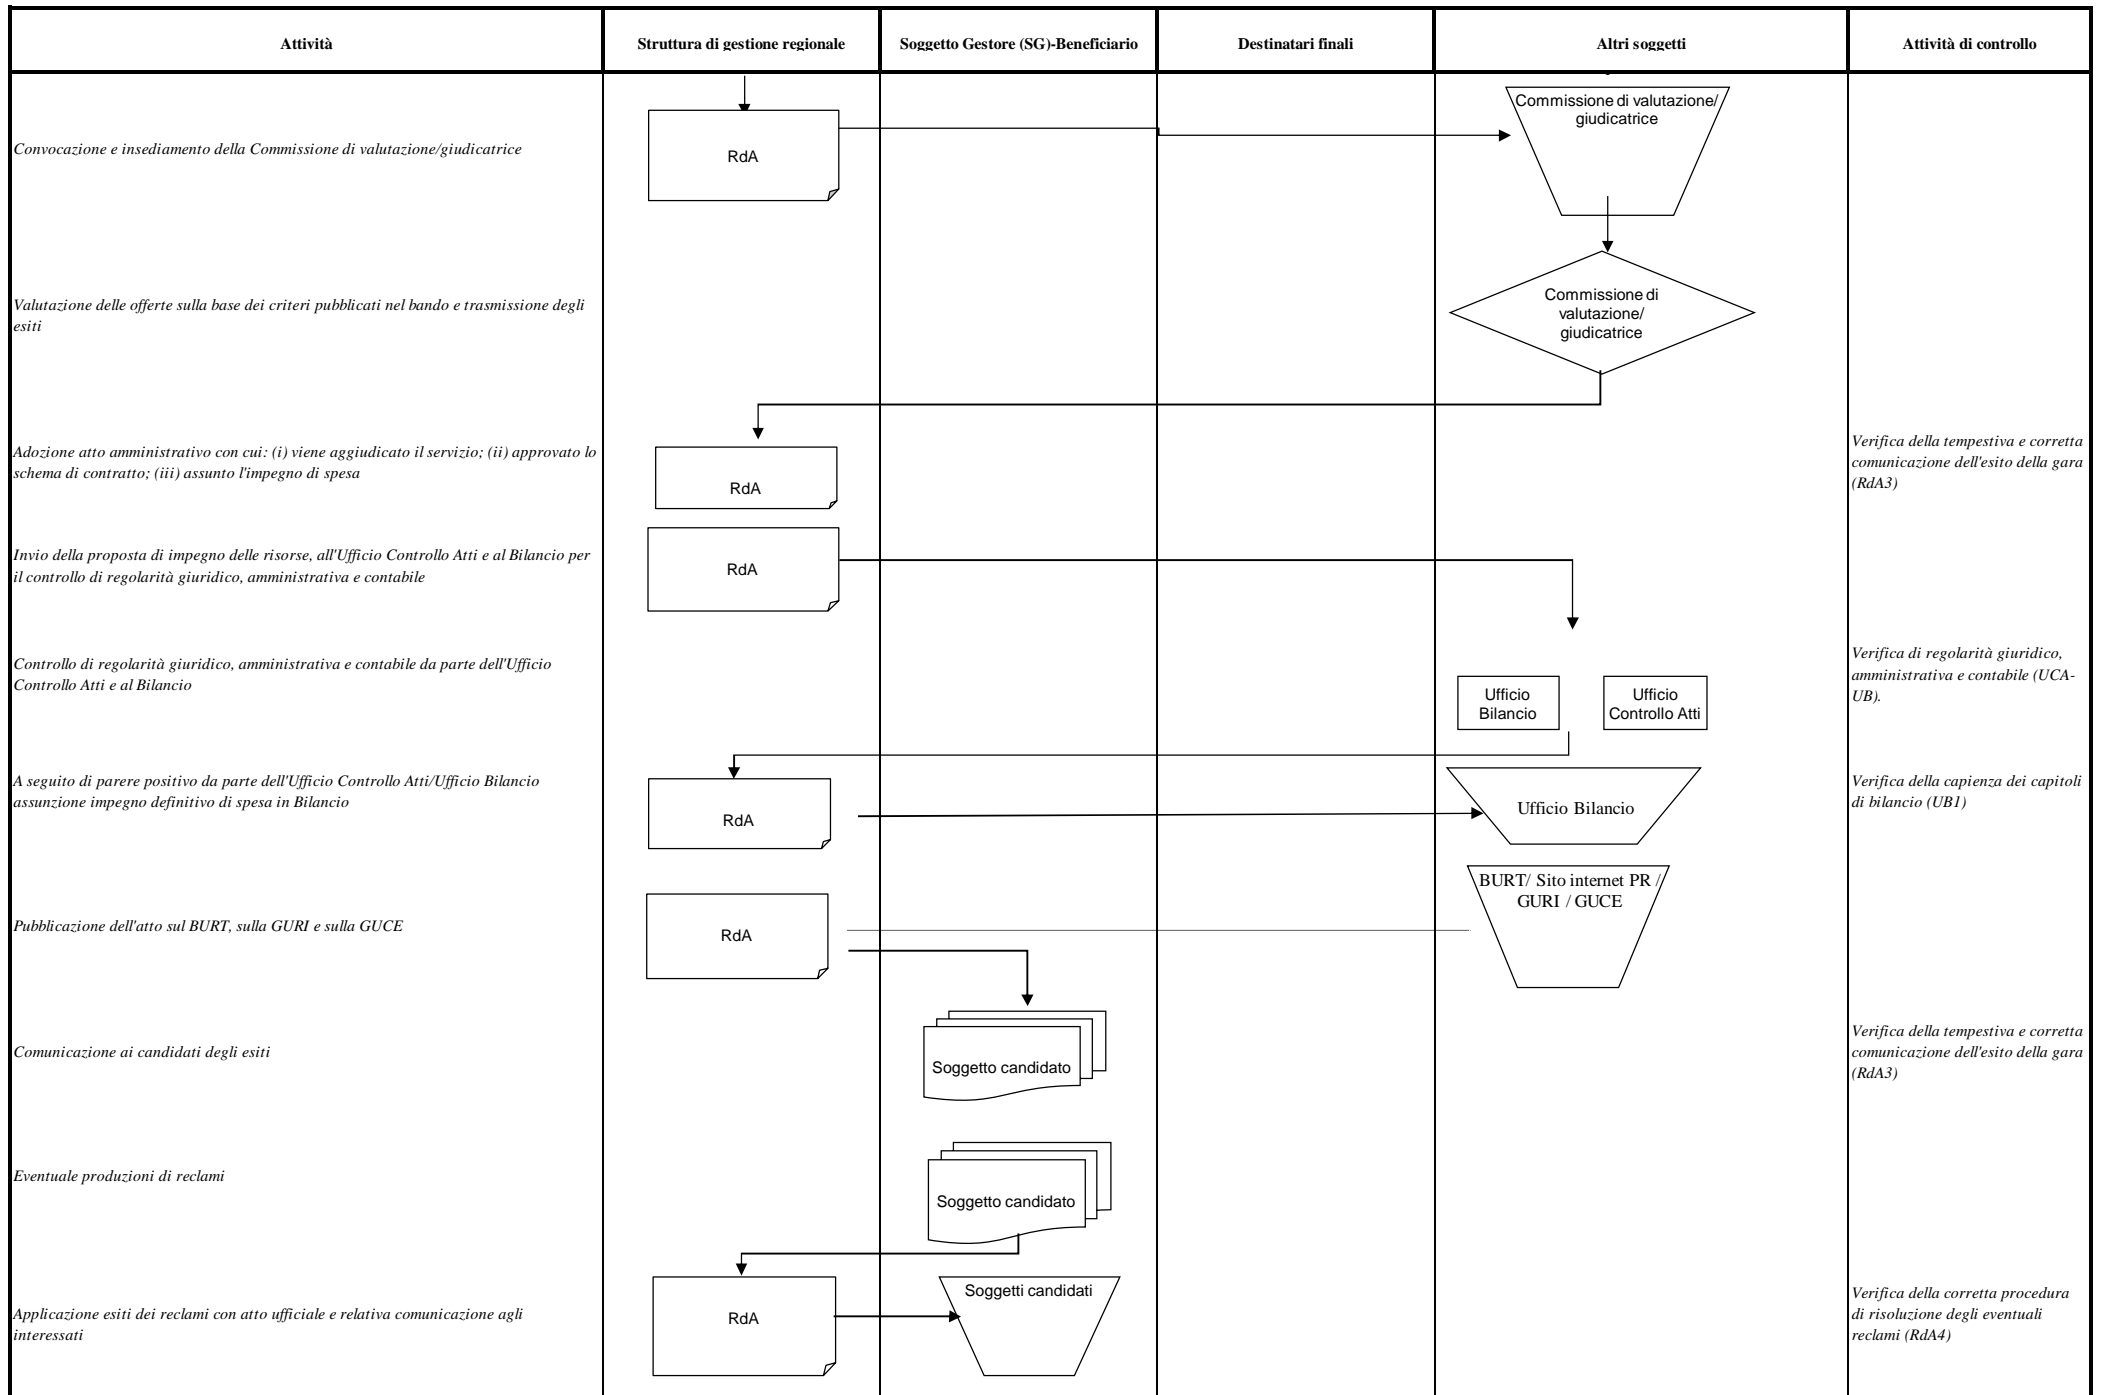 Attività
Struttura di gestione regionale
Soggetto Gestore (SG)-Beneficiario
Destinatari finali
Altri soggetti
Attività di controllo
Convocazione e insediamento della Commissione di valutazione/giudicatrice
RdA
Commissione di valutazione/
giudicatrice
Valutazione delle offerte sulla base dei criteri pubblicati nel bando e trasmissione degli
esiti
Commissione di
valutazione/
giudicatrice
Adozione atto amministrativo con cui: (i) viene aggiudicato il servizio; (ii) approvato lo
schema di contratto; (iii) assunto l'impegno di spesa
RdA
Verifica della tempestiva e corretta
comunicazione dell'esito della gara
(RdA3)
Invio della proposta di impegno delle risorse, all'Ufficio Controllo Atti e al Bilancio per
il controllo di regolarità giuridico, amministrativa e contabile
RdA
Controllo di regolarità giuridico, amministrativa e contabile da parte dell'Ufficio
Controllo Atti e al Bilancio
Ufficio
Bilancio
Ufficio
Controllo Atti
Verifica di regolarità giuridico,
amministrativa e contabile (UCA-
UB).
A seguito di parere positivo da parte dell'Ufficio Controllo Atti/Ufficio Bilancio
assunzione impegno definitivo di spesa in Bilancio
RdA
Ufficio Bilancio
Verifica della capienza dei capitoli
di bilancio (UB1)
Pubblicazione dell'atto sul BURT, sulla GURI e sulla GUCE
RdA
BURT/ Sito internet PR /
GURI / GUCE
Comunicazione ai candidati degli esiti
Soggetto candidato
Verifica della tempestiva e corretta
comunicazione dell'esito della gara
(RdA3)
Eventuale produzioni di reclami
Soggetto candidato
Applicazione esiti dei reclami con atto ufficiale e relativa comunicazione agli
interessati
RdA
Soggetti candidati
Verifica della corretta procedura
di risoluzione degli eventuali
reclami (RdA4)